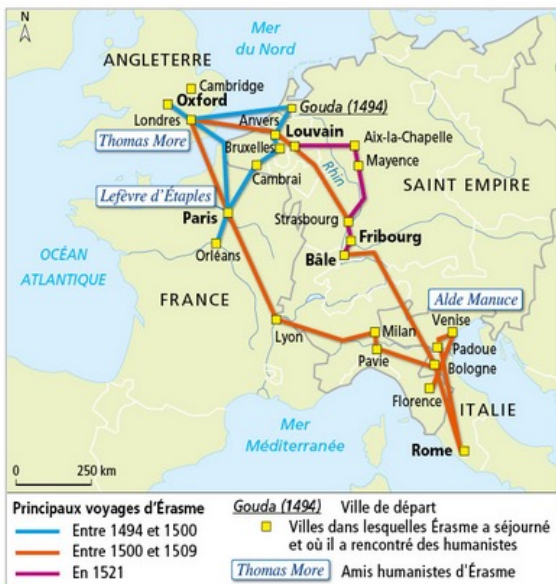 N
Mer
du Nord
ANGLETERRE
Cambridge
Oxford
Gouda (1494)
Londres
Anvers
Thomas More
Louvain
Bruxelles
Aix-la-Chapelle
Mayence
Cambrai
Rhin
SAINT EMPIRE
Lefèvre d'Étaples
Paris
Strasbourg
Fribourg
Orléans
Bâle
OCÉAN
ATLANTIQUE
FRANCE
Alde Manuce
Lyon
Milan
Venise
Pavie
Padoue
Bologne
Florence
ITALIE
Mer
Méditerranée
Rome
0 250 km
Principaux voyages d'Érasme
Entre 1494 et 1500
Entre 1500 et 1509
En 1521
Gouda (1494) Ville de départ
Villes dans lesquelles Érasme a séjourné
et où il a rencontré des humanistes
Thomas More Amis humanistes d'Érasme